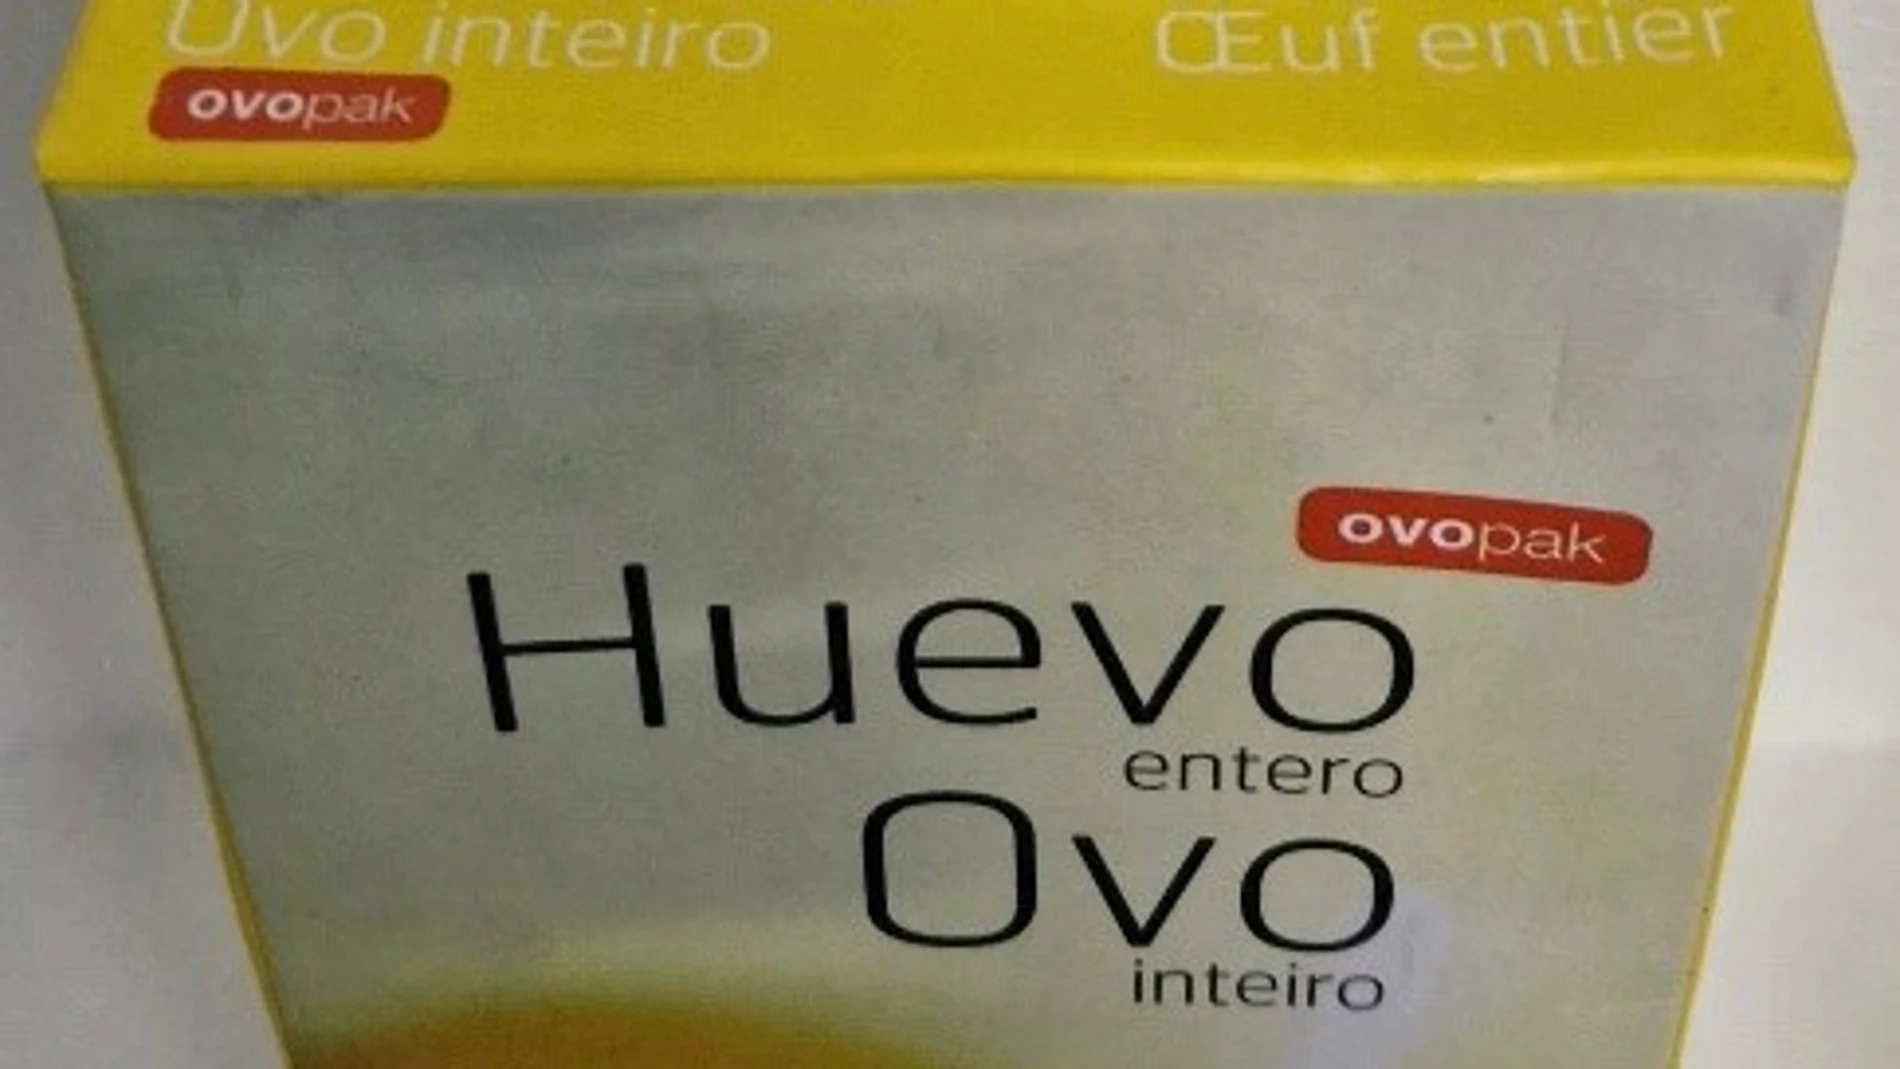 Ovo inteiro
Œuf entier
ovopak
ovopak
Huevo
entero
Ovo
inteiro